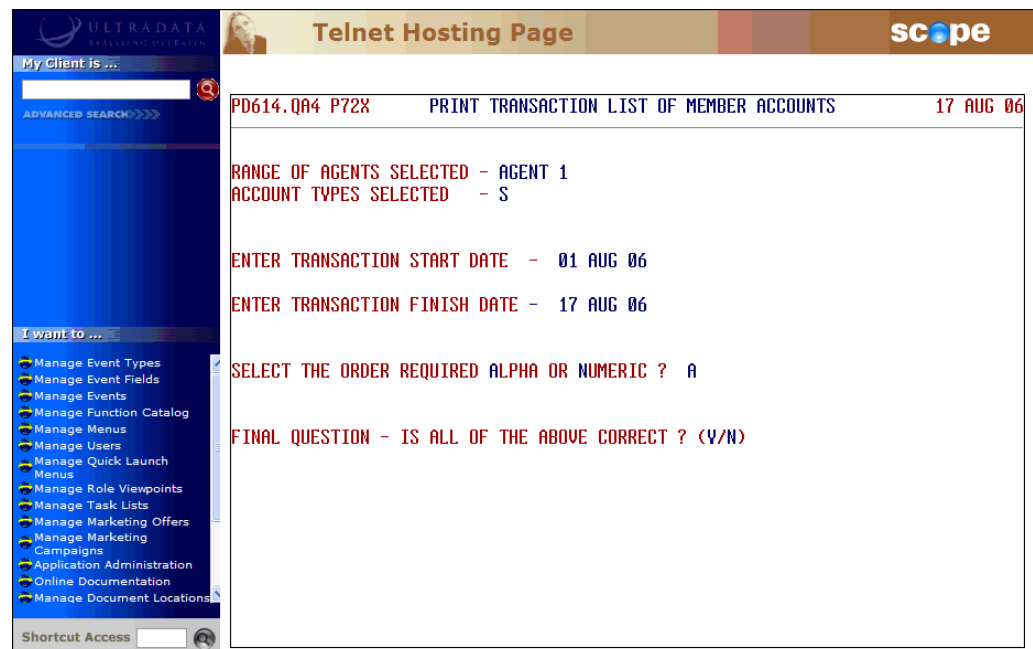 ULTRADATA
REALISING ULTRAFIN
Telnet Hosting Page
scope
My Client is ...
ADVANCED SEARCH
PD614.QA4 P72X PRINT TRANSACTION LIST OF MEMBER ACCOUNTS 17 AUG 06
RANGE OF AGENTS SELECTED - AGENT 1
ACCOUNT TYPES SELECTED - S
ENTER TRANSACTION START DATE - 01 AUG 06
ENTER TRANSACTION FINISH DATE - 17 AUG 06
SELECT THE ORDER REQUIRED ALPHA OR NUMERIC ? A
FINAL QUESTION - IS ALL OF THE ABOVE CORRECT ? (Y/N)
I want to ...
Manage Event Types
Manage Event Fields
Manage Events
Manage Function Catalog
Manage Menus
Manage Users
Manage Quick Launch
Menus
Manage Role Viewpoints
Manage Task Lists
Manage Marketing Offers
Manage Marketing
Campaigns
Application Administration
Online Documentation
Manage Document Locations
Shortcut Access